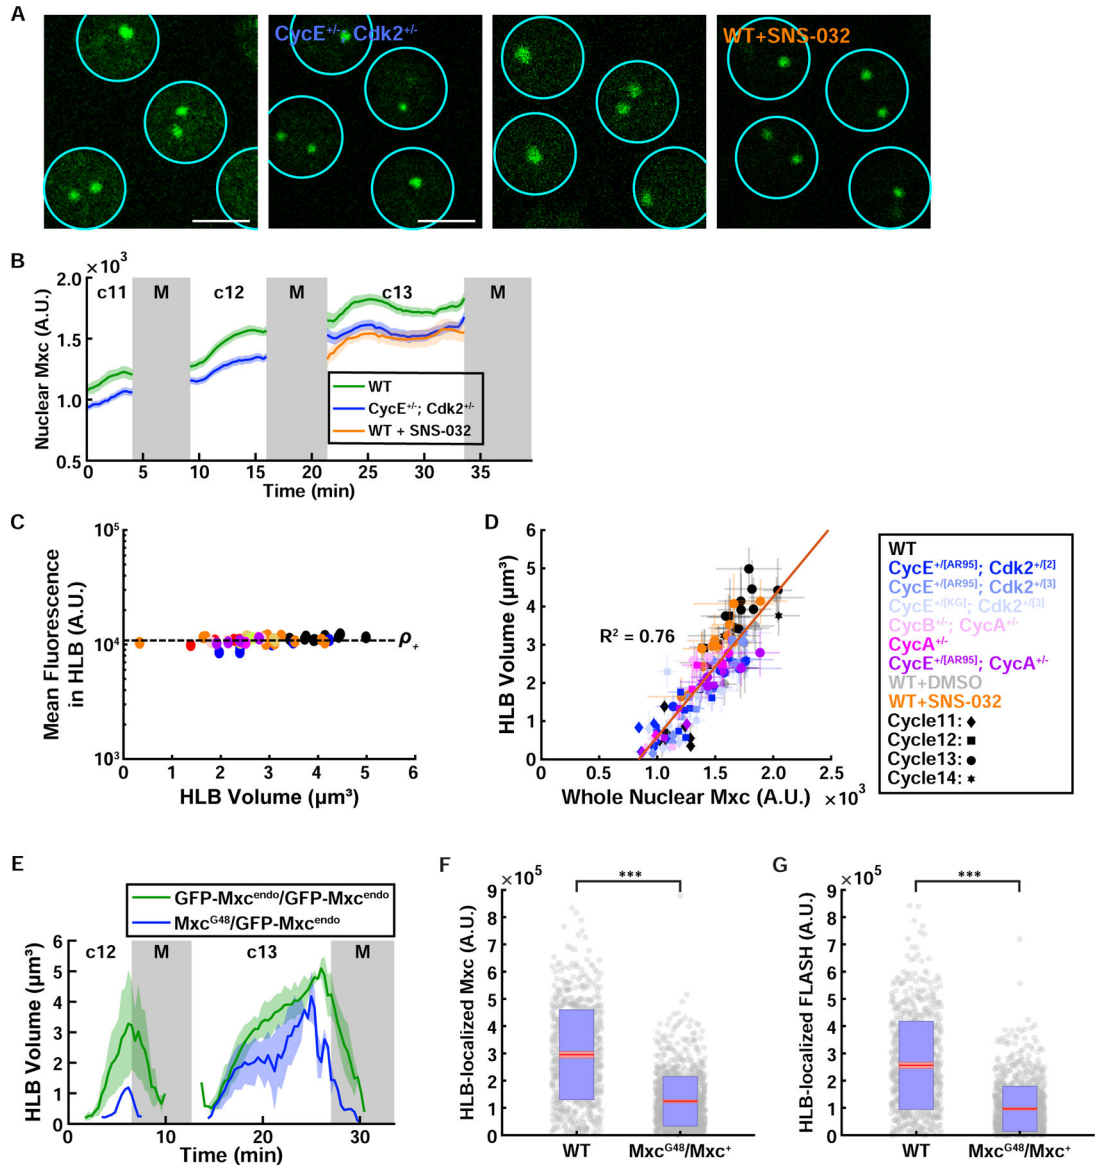 A
CycE+/-; Cdk2+/-
WT+SNS-032
B
×10³
2.0
1.5
1.0
0.5
Nuclear Mxc (A.U.)
c11 M c12 M c13 M
WT
CycE+/-; Cdk2+/-
WT + SNS-032
0 5 10 15 20 25 30 35
Time (min)
C
10⁵
10⁴
10³
Mean Fluorescence
in HLB (A.U.)
ρ+
0 1 2 3 4 5 6
HLB Volume (µm³)
D
6
5
4
3
2
1
0
HLB Volume (µm³)
R² = 0.76
0 0.5 1.0 1.5 2.0 2.5
Whole Nuclear Mxc (A.U.) ×10³
WT
CycE+/[AR95]; Cdk2+/[2]
CycE+/[AR95]; Cdk2+/[3]
CycE+/[KG]; Cdk2+/[3]
CycB+/-; CycA+/-
CycA+/-
CycE+/[AR95]; CycA+/-
WT+DMSO
WT+SNS-032
Cycle11:
Cycle12:
Cycle13:
Cycle14:
E
GFP-Mxcendo/GFP-Mxcendo
MxcG48/GFP-Mxcendo
c12 M c13 M
6
5
4
3
2
1
0
HLB Volume (µm³)
0 10 20 30
Time (min)
F
×10⁵
9
8
7
6
5
4
3
2
1
0
HLB-localized Mxc (A.U.)
***
WT MxcG48/Mxc+
G
×10⁵
9
8
7
6
5
4
3
2
1
0
HLB-localized FLASH (A.U.)
***
WT MxcG48/Mxc+